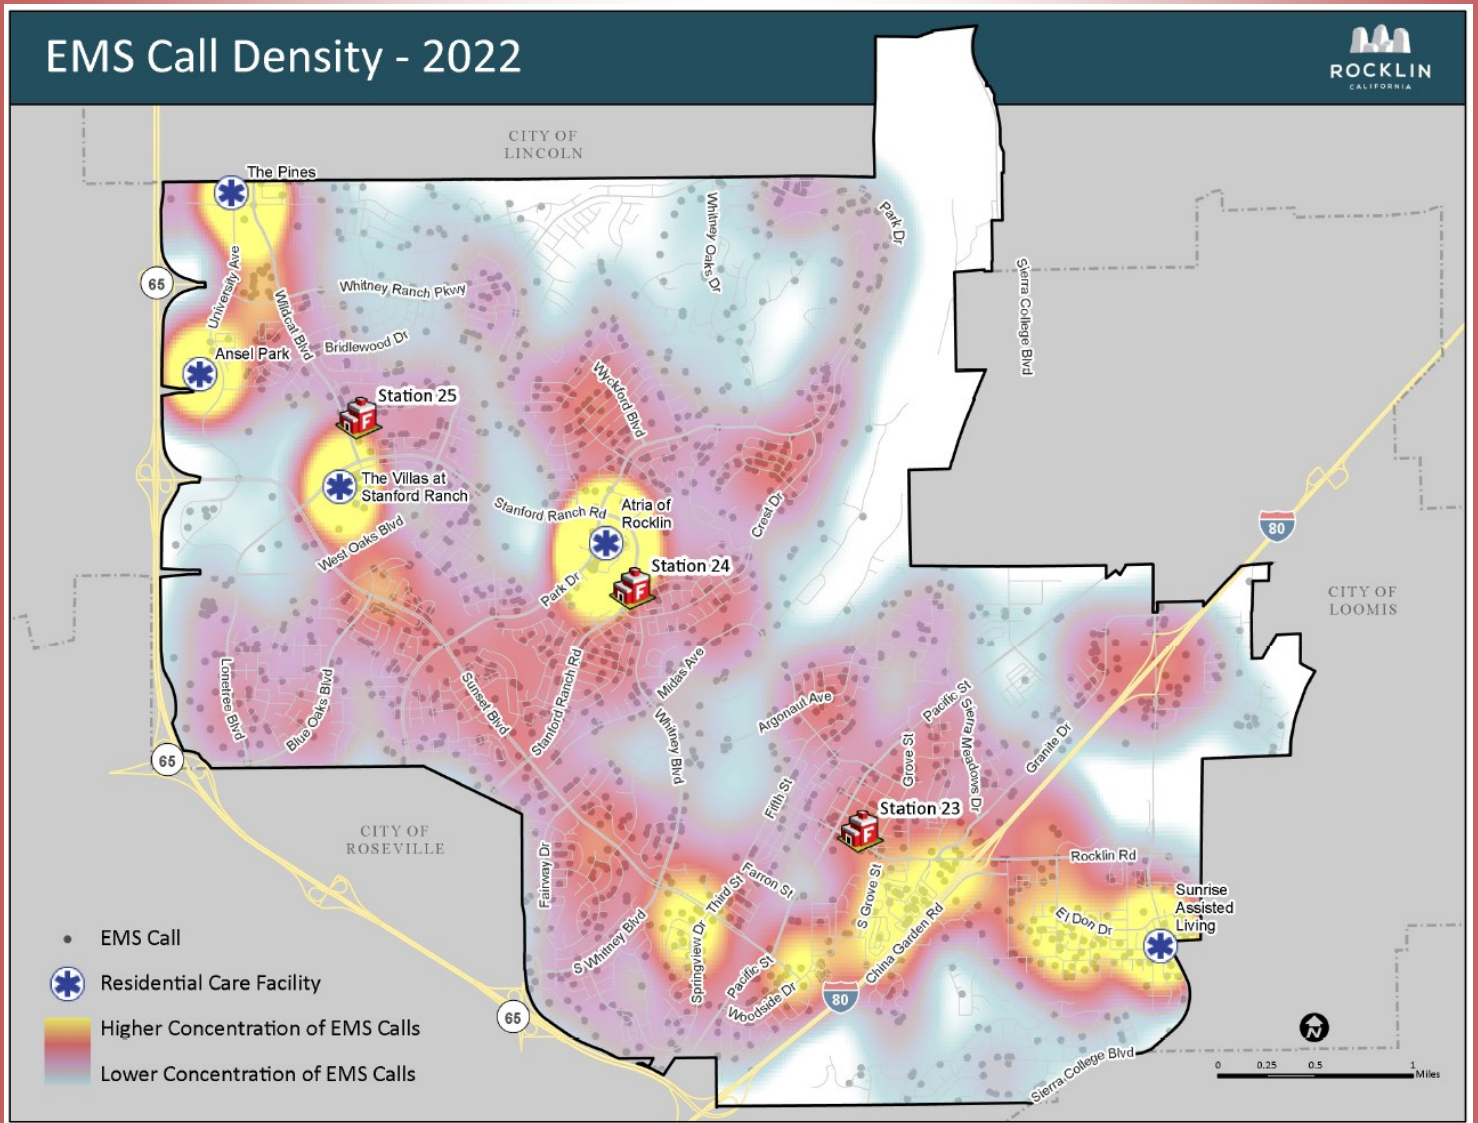 EMS Call Density - 2022
ROCKLIN
CALIFORNIA
CITY OF
LINCOLN
The Pines
Whitney Oaks Dr
Park Dr
University Ave
Wildcat Blvd
Whitney Ranch Pkwy
65
Sierra College Blvd
Bridlewood Dr
Ansel Park
Station 25
Wyckford Blvd
The Villas at
Stanford Ranch
Stanford Ranch Rd
Atria of
Rocklin
Crest Dr
West Oaks Blvd
80
Station 24
Park Dr
CITY OF
LOOMIS
Lonetree Blvd
Blue Oaks Blvd
Sunset Blvd
Stanford Ranch Rd
Midas Ave
Whitney Blvd
Argonaut Ave
Pacific St
Sierra Meadows Dr
Grove St
Granite Dr
65
Fifth St
Station 23
CITY OF
ROSEVILLE
Fairway Dr
Farron St
Third St
S Grove St
Rocklin Rd
Sunrise
Assisted
Living
El Don Dr
S Whitney Blvd
Springview Dr
Pacific St
Woodside Dr
China Garden Rd
80
65
Sierra College Blvd
EMS Call
Residential Care Facility
Higher Concentration of EMS Calls
Lower Concentration of EMS Calls
N
0 0.25 0.5 1
Miles
F
F
F